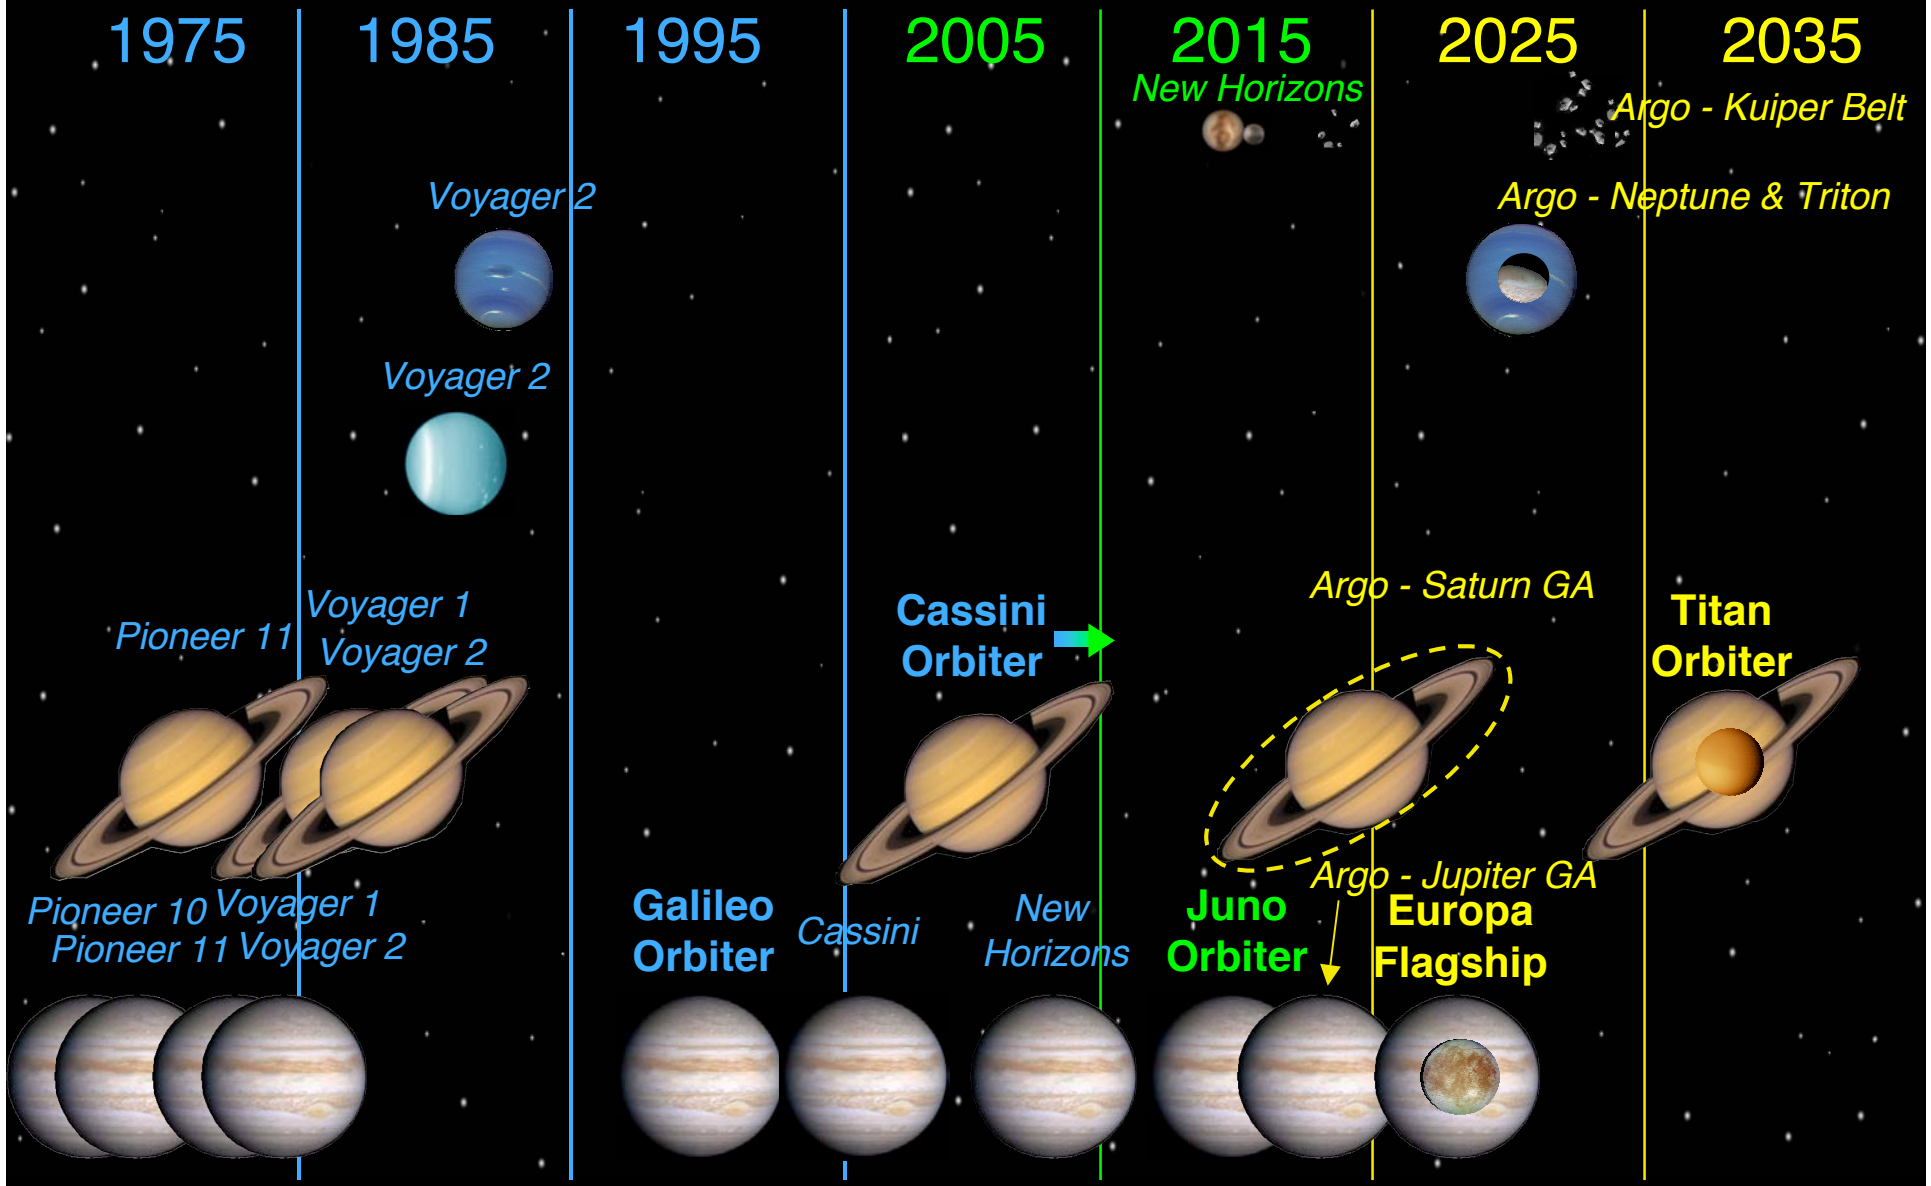 1975 1985 1995 2005 2015 2025 2035
New Horizons
Argo - Kuiper Belt
Voyager 2
Argo - Neptune & Triton
Voyager 2
Argo - Saturn GA
Pioneer 11
Voyager 1
Voyager 2
Cassini
Orbiter
Titan
Orbiter
Argo - Jupiter GA
Pioneer 10
Pioneer 11
Voyager 1
Voyager 2
Galileo
Orbiter
Cassini
New
Horizons
Juno
Orbiter
Europa
Flagship